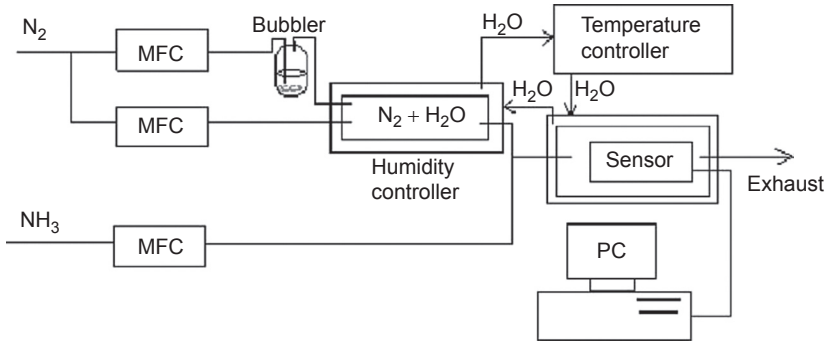 N₂
Bubbler
H₂O
Temperature
controller
MFC
H₂O
H₂O
MFC
N₂ + H₂O
Humidity
controller
Sensor
Exhaust
NH₃
MFC
PC